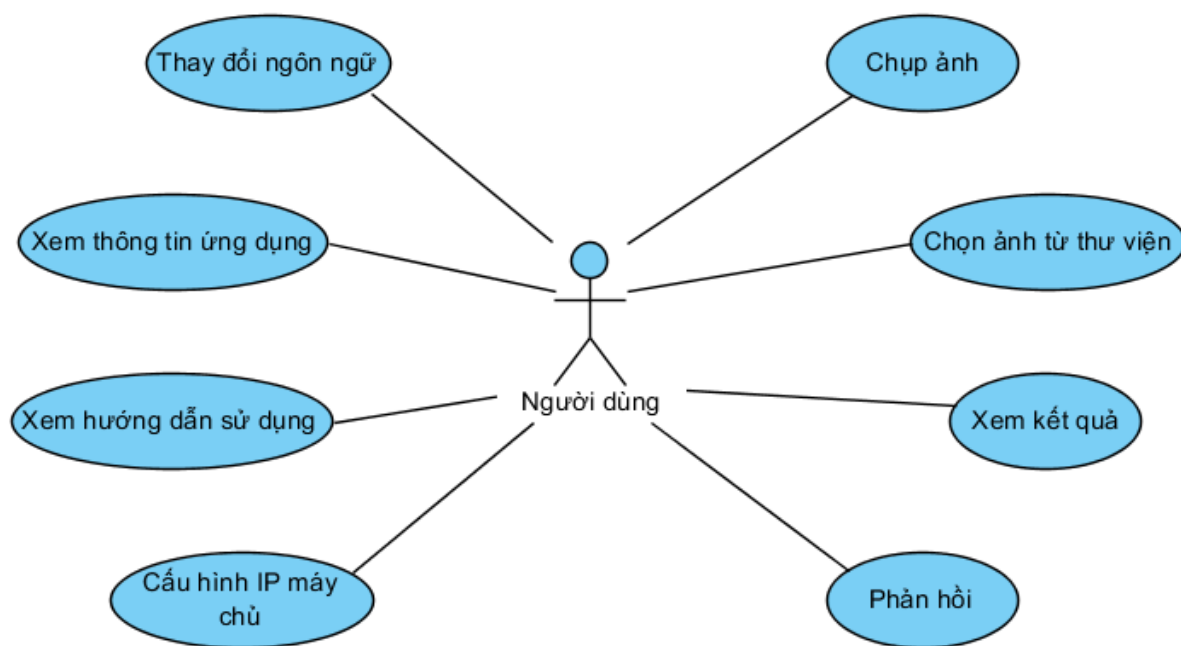 Thay đổi ngôn ngữ
Chụp ảnh
Xem thông tin ứng dụng
Chọn ảnh từ thư viện
Xem hướng dẫn sử dụng
Người dùng
Xem kết quả
Cấu hình IP máy
chủ
Phản hồi